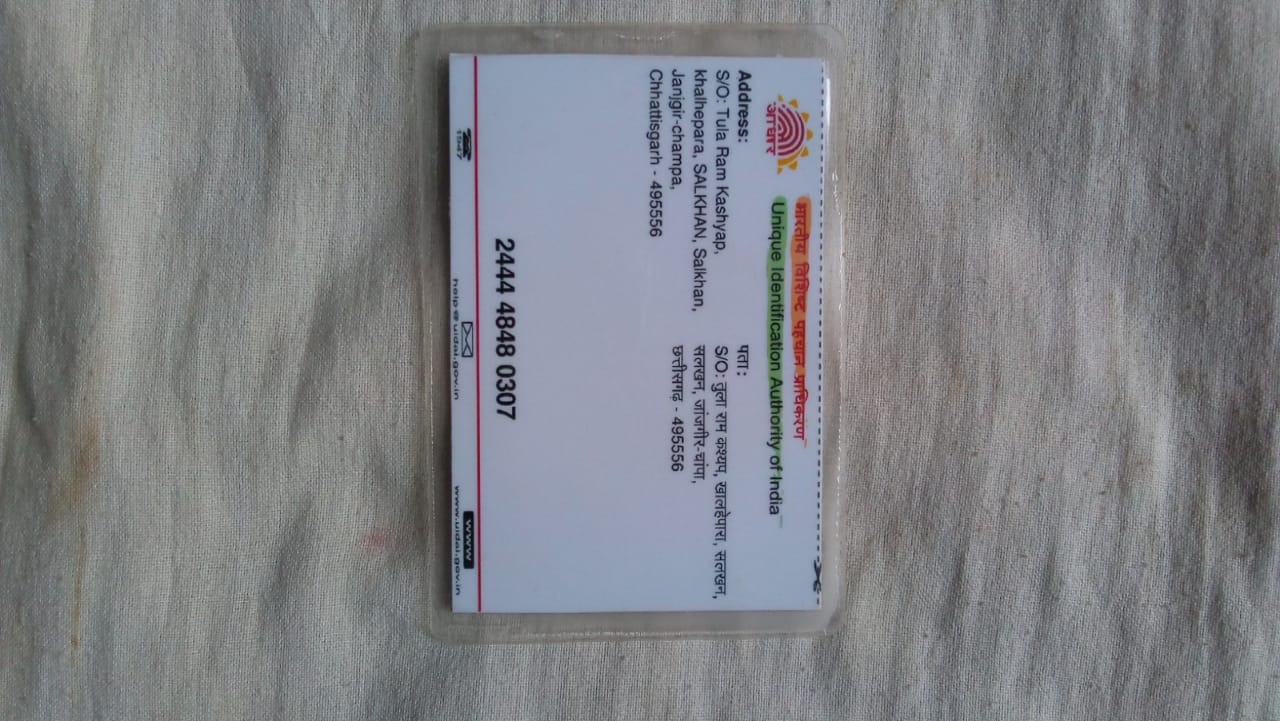 भारतीय विशिष्ट पहचान प्राधिकरण
Unique Identification Authority of India
आधार
Address:
S/O: Tula Ram Kashyap,
khalhepara, SALKHAN, Salkhan,
Janjgir-champa,
Chhattisgarh - 495556
पता:
S/O: तुला राम कश्यप, खालहेपारा, सलखन,
सलखन, जांजगीर-चांपा,
छत्तीसगढ़ - 495556
2444 4848 0307
1947
help@uidai.gov.in
WWW
www.uidai.gov.in